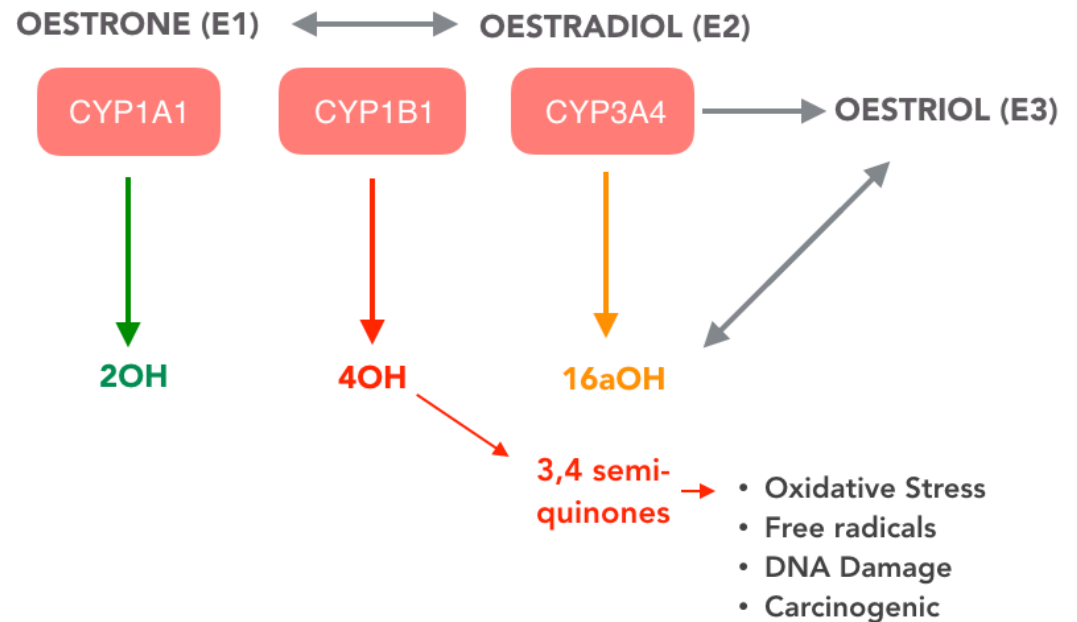 OESTRONE (E1)
OESTRADIOL (E2)
CYP1A1
CYP1B1
CYP3A4
OESTRIOL (E3)
2OH
4OH
16aOH
3,4 semi-
quinones
• Oxidative Stress
• Free radicals
• DNA Damage
• Carcinogenic